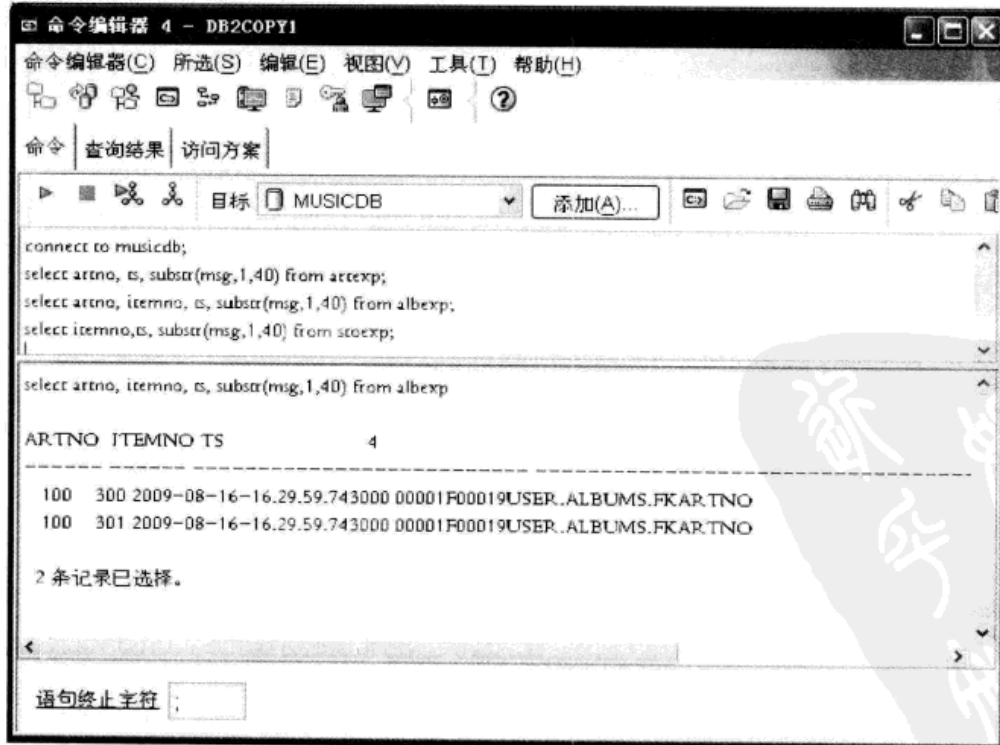 命令编辑器 4 - DB2COPY1
命令编辑器(C) 所选(S) 编辑(E) 视图(V) 工具(T) 帮助(H)
命令 查询结果 访问方案
目标 MUSICDB 添加(A)...
connect to musicdb;
select artno, ts, substr(msg,1,40) from artexp;
select artno, itemno, ts, substr(msg,1,40) from albexp;
select itemno,ts, substr(msg,1,40) from stoexp;
select artno, itemno, ts, substr(msg,1,40) from albexp
ARTNO ITEMNO TS 4
100 300 2009-08-16-16.29.59.743000 00001F00019USER.ALBUMS.FKARTNO
100 301 2009-08-16-16.29.59.743000 00001F00019USER.ALBUMS.FKARTNO
2 条记录已选择。
语句终止字符 ;